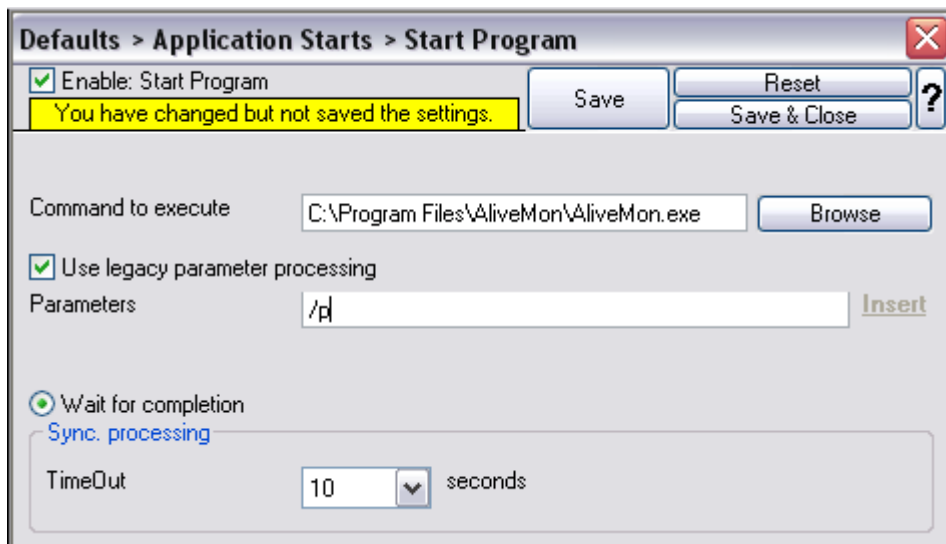 Defaults > Application Starts > Start Program
Enable: Start Program
You have changed but not saved the settings.
Save
Reset
Save & Close
?
Command to execute
C:\Program Files\AliveMon\AliveMon.exe
Browse
Use legacy parameter processing
Parameters
/p
Insert
Wait for completion
Sync. processing
TimeOut
10
seconds